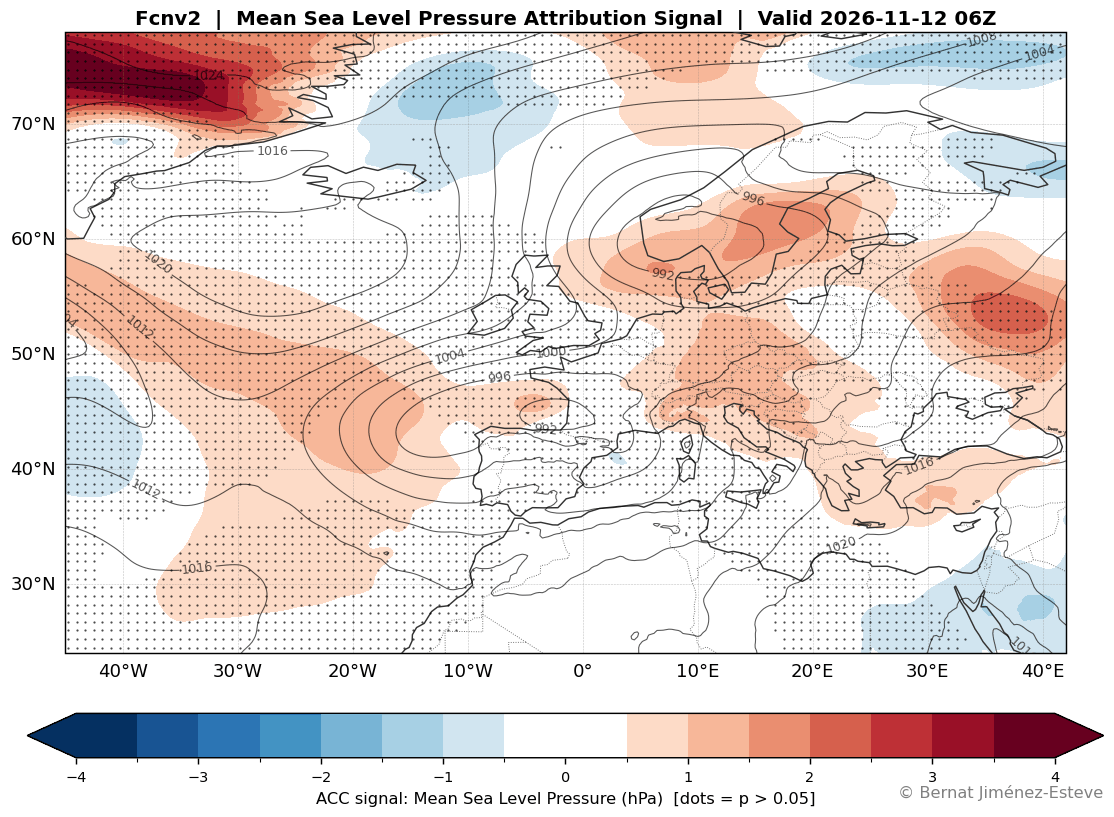 Fcnv2 | Mean Sea Level Pressure Attribution Signal | Valid 2026-11-12 06Z
1008
1004
1024
70°N
1016
996
60°N
1020
992
1012
1004
1000
50°N
996
992
40°N
1016
1012
1020
1016
30°N
40°W 30°W 20°W 10°W 0° 10°E 20°E 30°E 40°E
−4 −3 −2 −1 0 1 2 3 4
ACC signal: Mean Sea Level Pressure (hPa) [dots = p > 0.05]
© Bernat Jiménez-Esteve